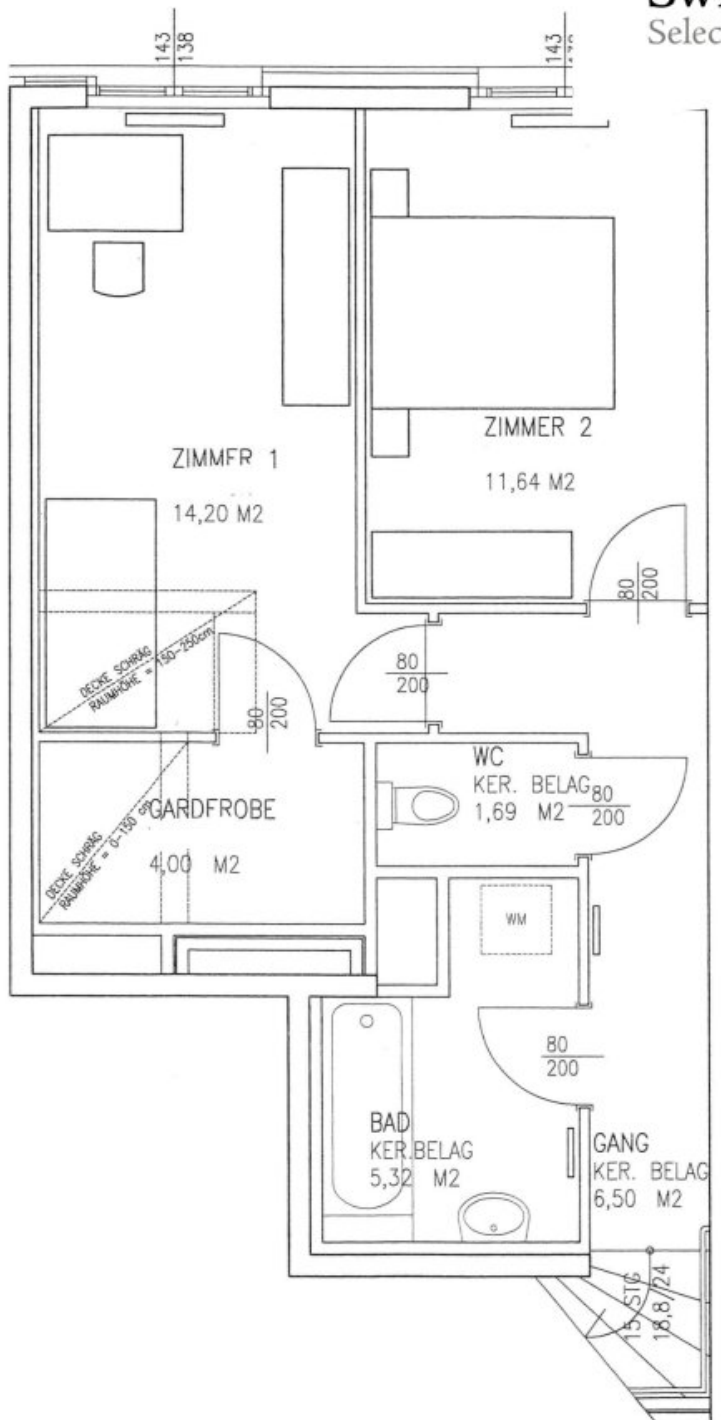 Selec
143
138
143
ZIMMER 1
14,20 M2
ZIMMER 2
11,64 M2
80
200
80
200
80
200
DECKE SCHRÄG
RAUMHÖHE = 150-250cm
WC
KER. BELAG
1,69 M2
80
200
GARDFROBE
4,00 M2
DECKE SCHRÄG
RAUMHÖHE = 0-150 cm
WM
80
200
BAD
KER.BELAG
5,32 M2
GANG
KER. BELAG
6,50 M2
15 STG
18,8/24